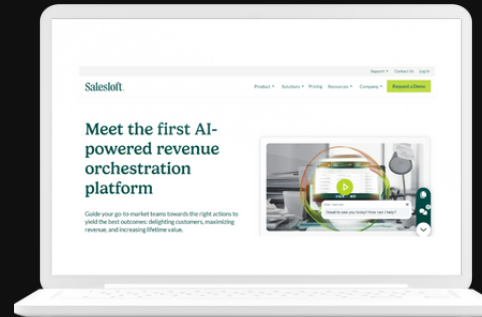 Support Contact Us Log In
Salesloft.
Product Solutions Pricing Resources Company Request a Demo
Meet the first AI-
powered revenue
orchestration
platform
Guide your go-to-market teams towards the right actions to
yield the best outcomes: delighting customers, maximizing
revenue, and increasing lifetime value.
Great to see you today! How can I help?